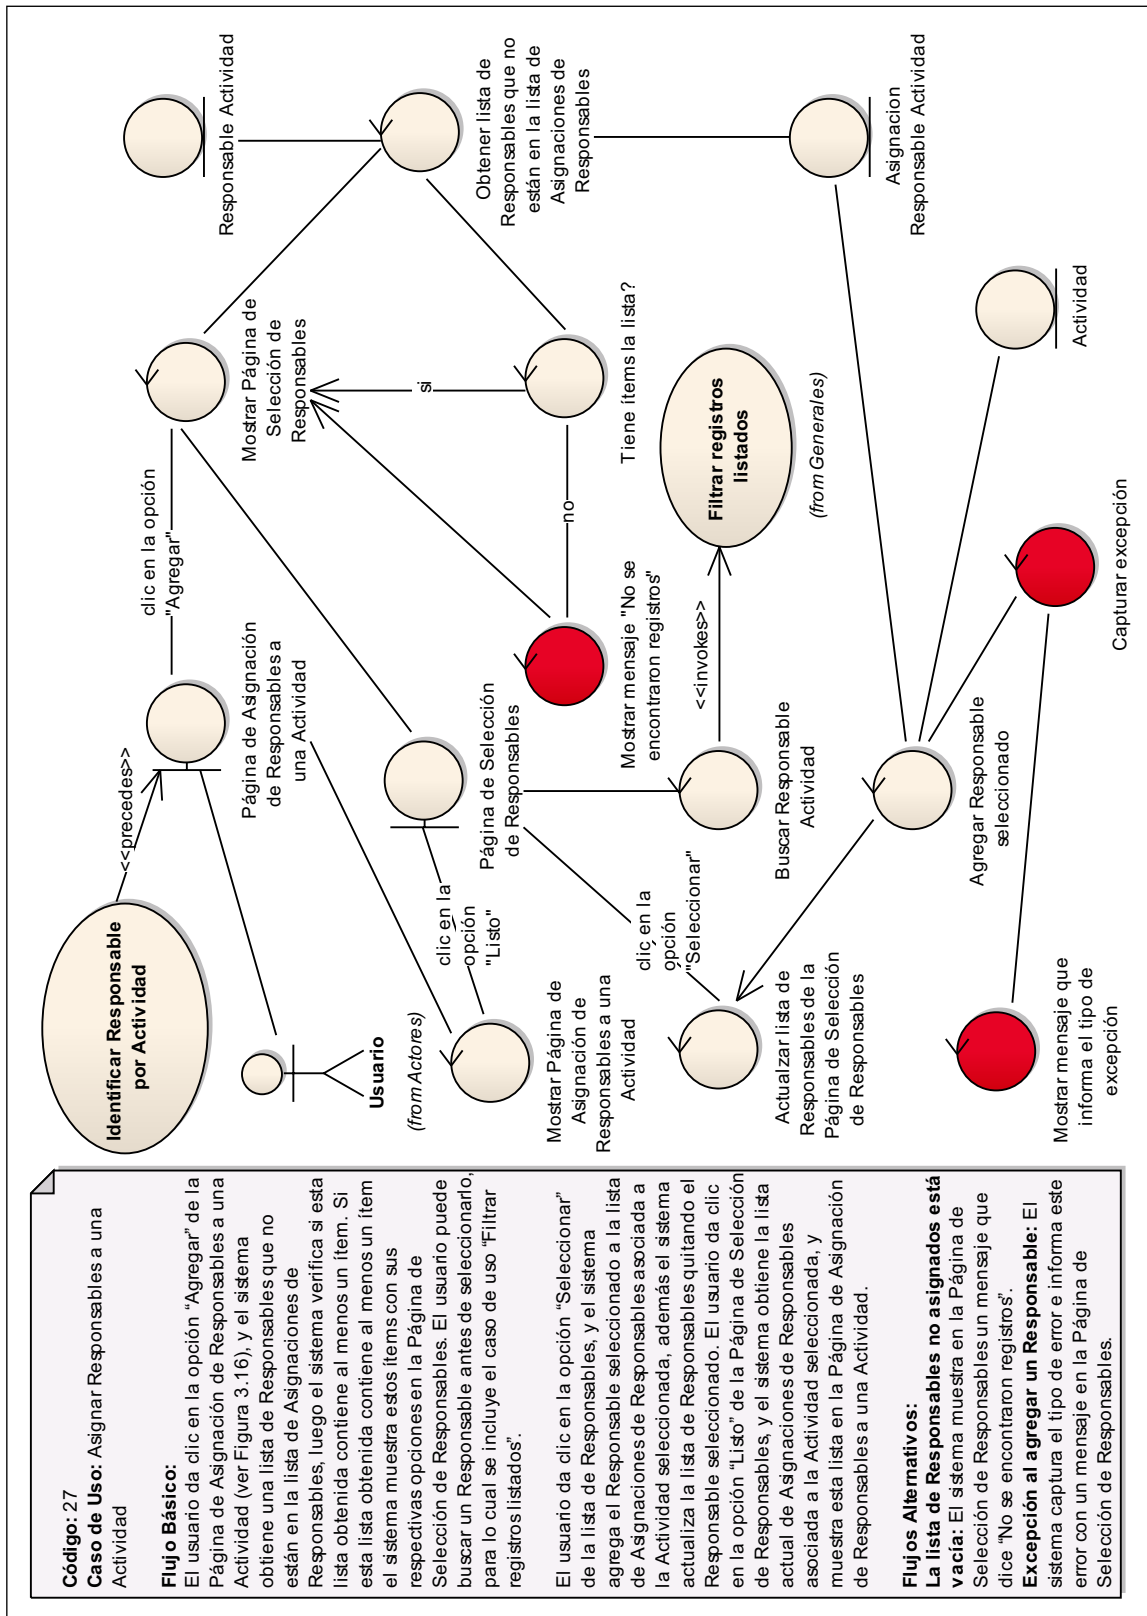 Código: 27
Caso de Uso: Asignar Responsables a una
Actividad
Flujo Básico:
El usuario da clic en la opción “Agregar” de la
Página de Asignación de Responsables a una
Actividad (ver Figura 3.16), y el sistema
obtiene una lista de Responsables que no
están en la lista de Asignaciones de
Responsables, luego el sistema verifica si esta
lista obtenida contiene al menos un ítem. Si
esta lista obtenida contiene al menos un ítem
el sistema muestra estos ítems con sus
respectivas opciones en la Página de
Selección de Responsables. El usuario puede
buscar un Responsable antes de seleccionarlo,
para lo cual se incluye el caso de uso “Filtrar
registros listados”.
El usuario da clic en la opción “Seleccionar”
de la lista de Responsables, y el sistema
agrega el Responsable seleccionado a la lista
de Asignaciones de Responsables asociada a
la Actividad seleccionada, además el sistema
actualiza la lista de Responsables quitando el
Responsable seleccionado. El usuario da clic
en la opción “Listo” de la Página de Selección
de Responsables, y el sistema obtiene la lista
actual de Asignaciones de Responsables
asociada a la Actividad seleccionada, y
muestra esta lista en la Página de Asignación
de Responsables a una Actividad.
Flujos Alternativos:
La lista de Responsables no asignados está
vacía: El sistema muestra en la Página de
Selección de Responsables un mensaje que
dice “No se encontraron registros”.
Excepción al agregar un Responsable: El
sistema captura el tipo de error e informa este
error con un mensaje en la Página de
Selección de Responsables.
Identificar Responsable
por Actividad
<<precedes>>
Usuario
(from Actores)
Página de Asignación
de Responsables a
una Actividad
clic en la opción
"Agregar"
Mostrar Página de
Selección de
Responsables
Responsable Actividad
Obtener lista de
Responsables que no
están en la lista de
Asignaciones de
Responsables
Mostrar Página de
Asignación de
Responsables a una
Actividad
clic en la
opción
"Listo"
Página de Selección
de Responsables
si
no
Tiene ítems la lista?
Mostrar mensaje "No se
encontraron registros"
Actualzar lista de
Responsables de la
Página de Selección
de Responsables
clic en la
opción
"Seleccionar"
Buscar Responsable
Actividad
<<invokes>>
Filtrar registros
listados
(from Generales)
Asignacion
Responsable Actividad
Agregar Responsable
seleccionado
Actividad
Mostrar mensaje que
informa el tipo de
excepción
Capturar excepción